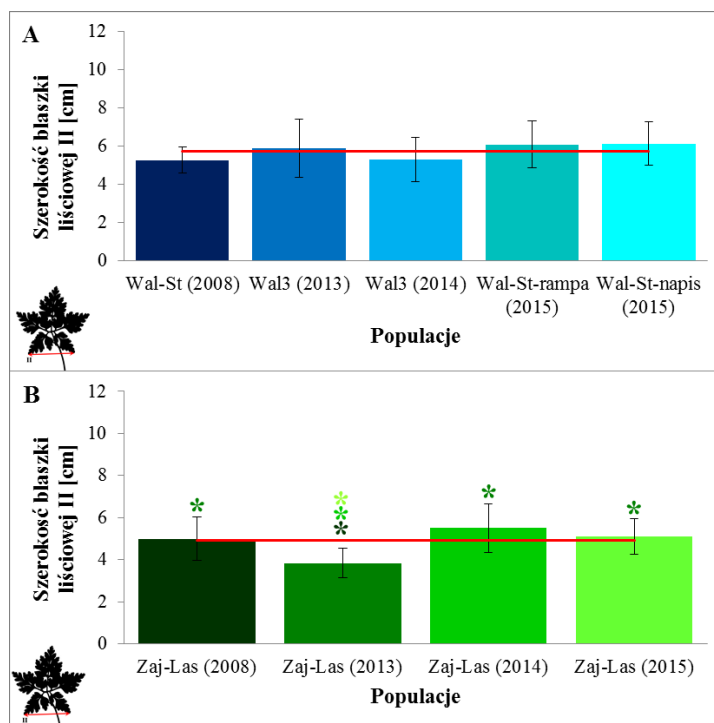 A
Szerokość blaszki
liściowej II [cm]
12
10
8
6
4
2
0
Wal-St (2008) Wal3 (2013) Wal3 (2014) Wal-St-rampa Wal-St-napis
(2015) (2015)
Populacje
II
B
Szerokość blaszki
liściowej II [cm]
12
10
8
6
4
2
0
* * * * * *
Zaj-Las (2008) Zaj-Las (2013) Zaj-Las (2014) Zaj-Las (2015)
Populacje
II